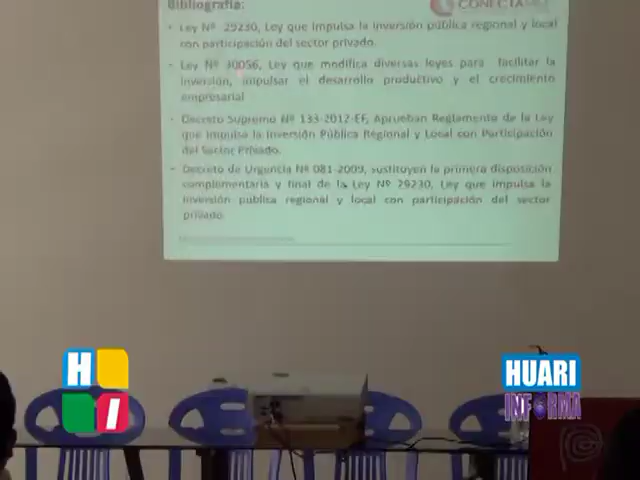 Bibliografía:
CONECTA
Ley Nº 29230, Ley que impulsa la inversión pública regional y local
con participación del sector privado.
Ley Nº 30056, Ley que modifica diversas leyes para facilitar la
inversión, impulsar el desarrollo productivo y el crecimiento
empresarial
Decreto Supremo Nº 133-2012-EF, Aprueban Reglamento de la Ley
que impulsa la Inversión Pública Regional y Local con Participación
del Sector Privado.
Decreto de Urgencia Nº 081-2009, sustituyen la primera disposición
complementaria y final de la Ley Nº 29230, Ley que impulsa la
inversión publica regional y local con participación del sector
privado.
H
I
HUARI
INFORMA